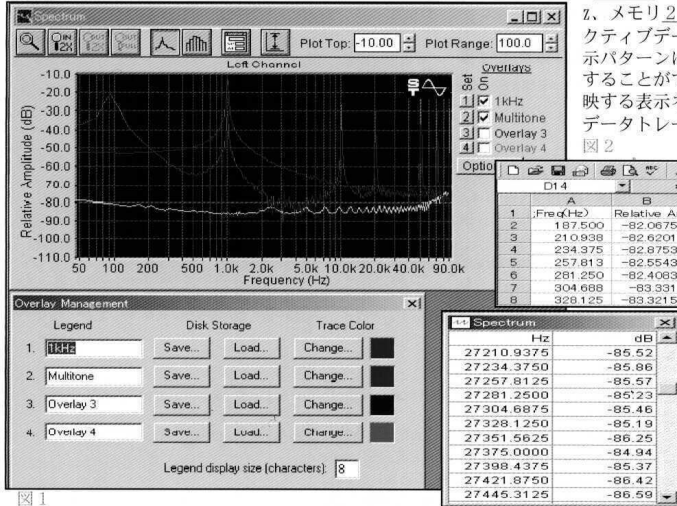 Spectrum
Plot Top: -10.00 Plot Range: 100.0
Left Channel
Overlays
Set
On
1 1kHz
2 Multitone
3 Overlay 3
4 Overlay 4
Optio
Relative Amplitude (dB)
-10.0
-20.0
-30.0
-40.0
-50.0
-60.0
-70.0
-80.0
-90.0
-100.0
-110.0
50 100 200 500 1.0k 2.0k 5.0k 10.0k 20.0k 40.0k 90.0k
Frequency (Hz)
z、メモリ2
クティブデー
示パターンに
することがで
映する表示ネ
データトレー
図 2
D14
A B
1 ;Freq(Hz) Relative A
2 187.500 -82.0675
3 210.938 -82.6201
4 234.375 -82.8753
5 257.813 -82.5543
6 281.250 -82.4083
7 304.688 -83.331
8 328.125 -83.3215
Overlay Management
Legend Disk Storage Trace Color
1. 1kHz Save... Load... Change...
2. Multitone Save... Load... Change...
3. Overlay 3 Save... Load... Change...
4. Overlay 4 Save... Load... Change...
Legend display size (characters): 8
Spectrum
Hz dB
27210.9375 -85.52
27234.3750 -85.86
27257.8125 -85.57
27281.2500 -85.23
27304.6875 -85.46
27328.1250 -85.19
27351.5625 -86.25
27375.0000 -84.94
27398.4375 -85.37
27421.8750 -86.42
27445.3125 -86.59
図 1